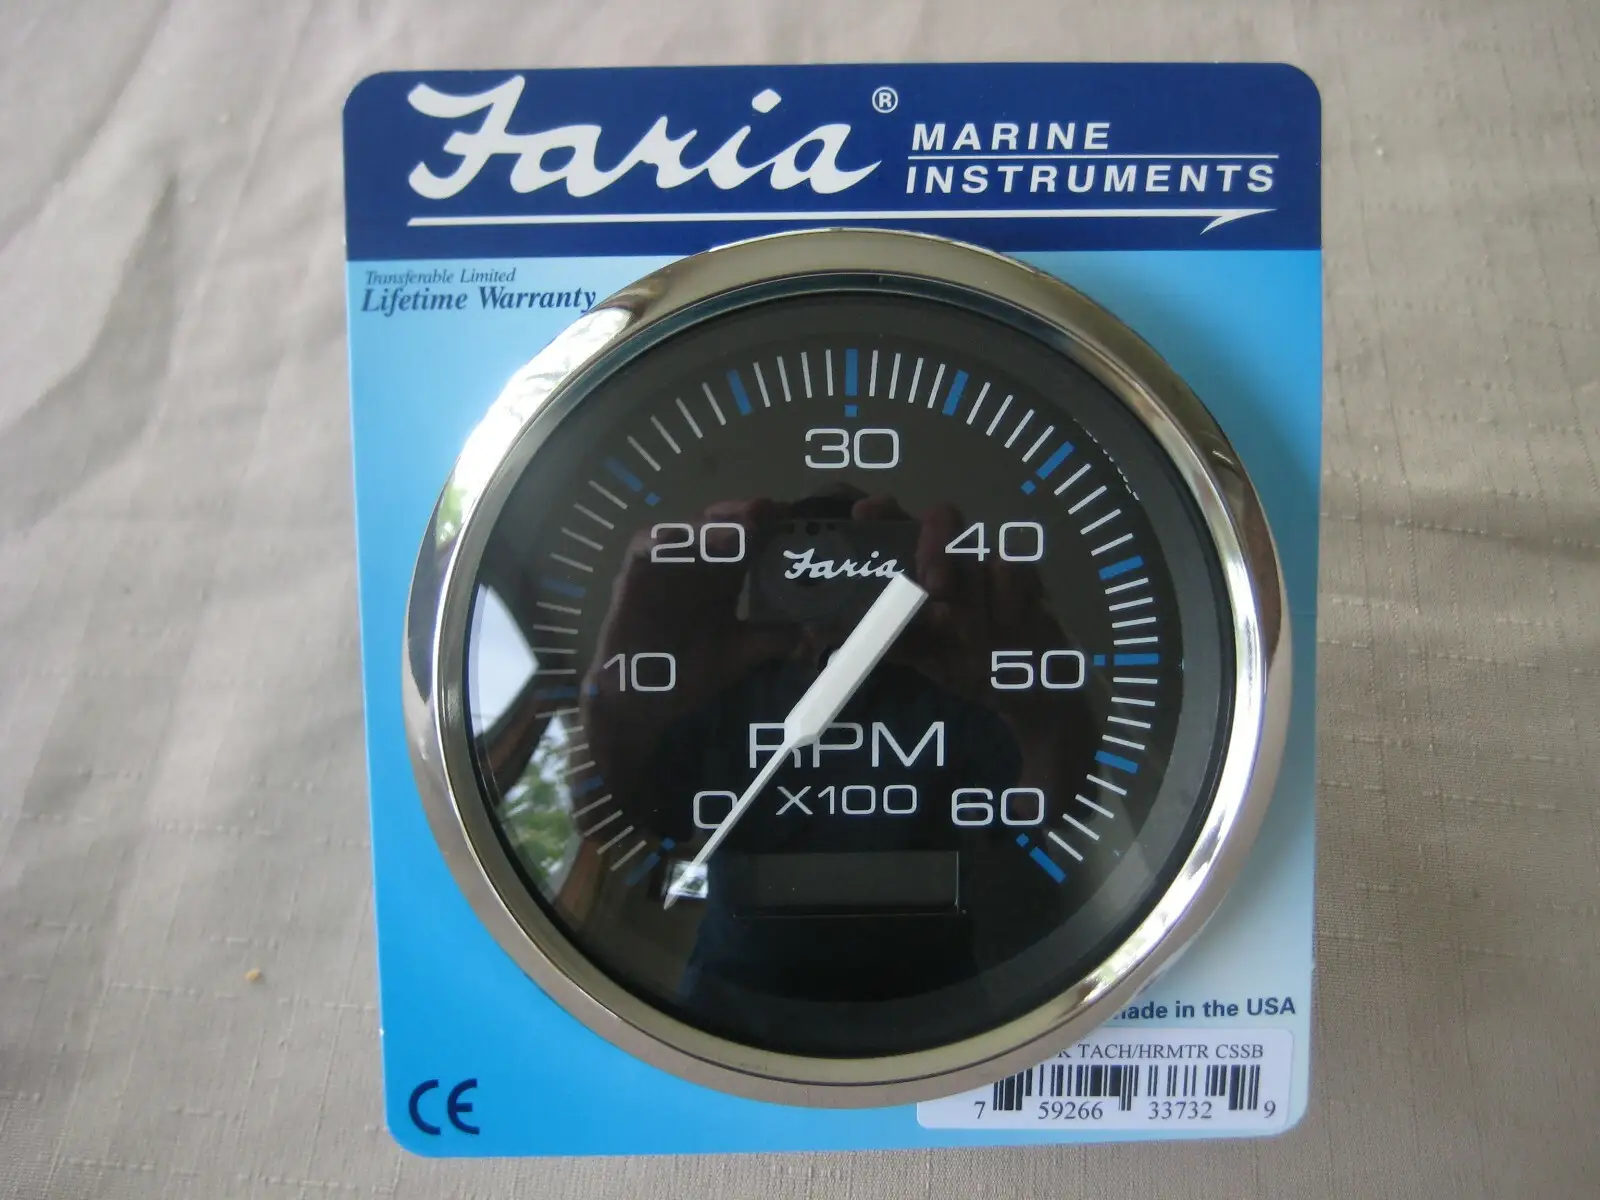 Faria® MARINE
INSTRUMENTS
Transferable Limited
Lifetime Warranty
30
20 40
Faria
10 50
RPM
0 X100 60
in the USA
TACH/HRMTR CSSB
7 59266 33732 9
CE